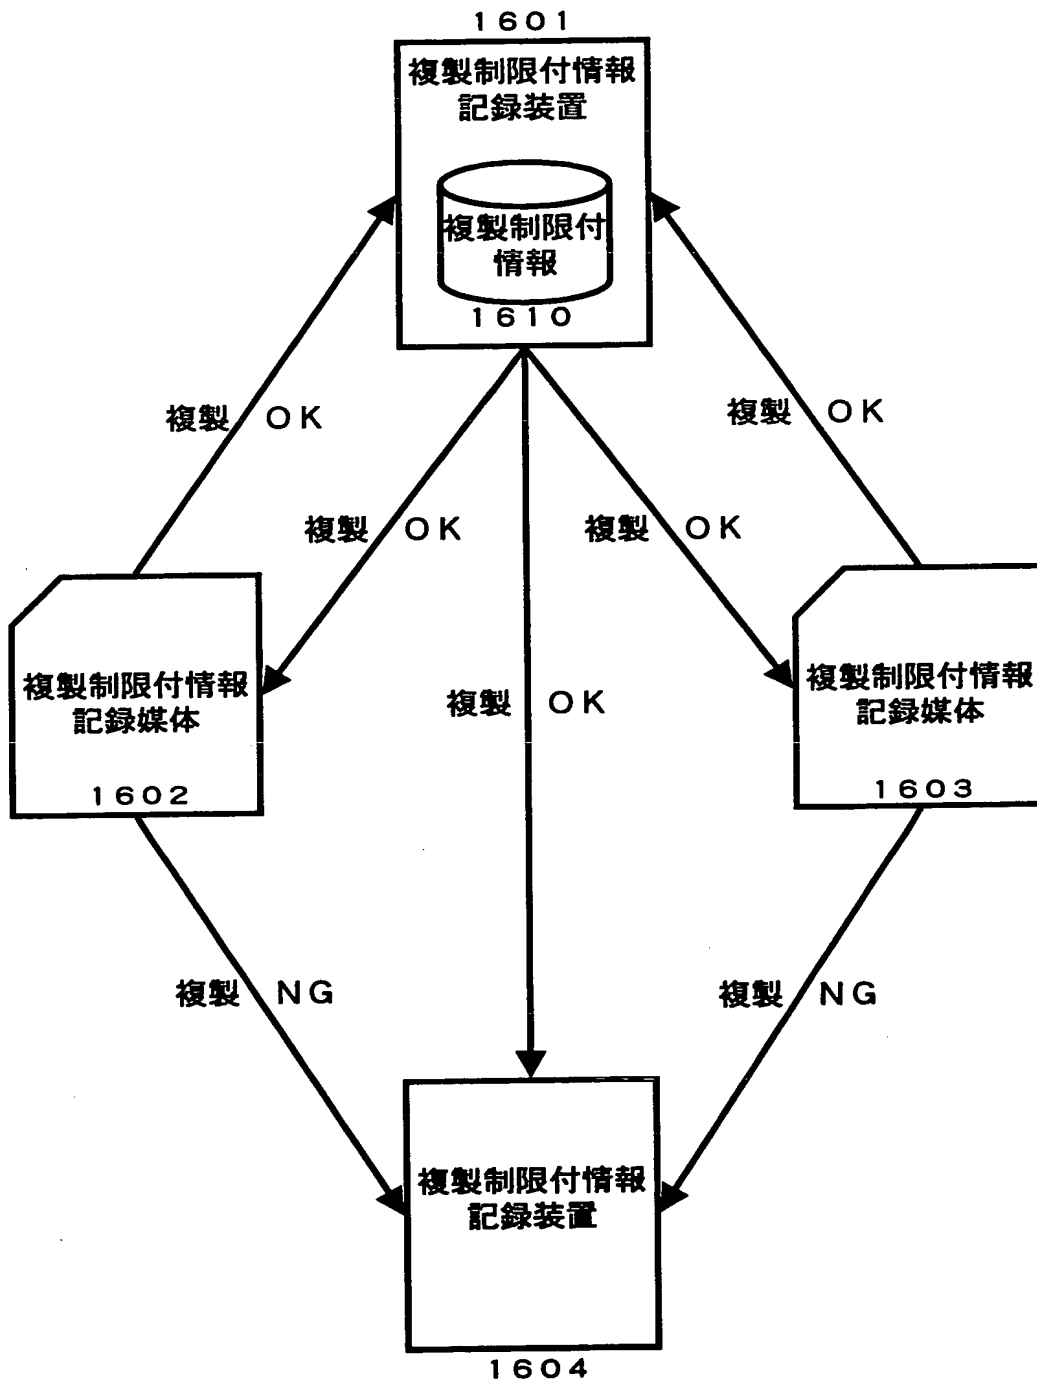 １６０１
複製制限付情報
記録装置
複製制限付
情報
１６１０
複製 ＯＫ
複製 ＯＫ
複製 ＯＫ
複製 ＯＫ
複製制限付情報
記録媒体
１６０２
複製 ＯＫ
複製制限付情報
記録媒体
１６０３
複製 ＮＧ
複製 ＮＧ
複製制限付情報
記録装置
１６０４